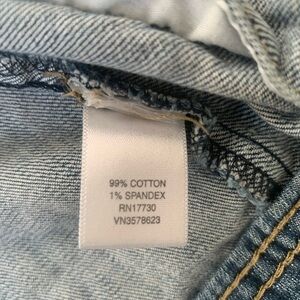 99% COTTON
1% SPANDEX
RN17730
VN3578623